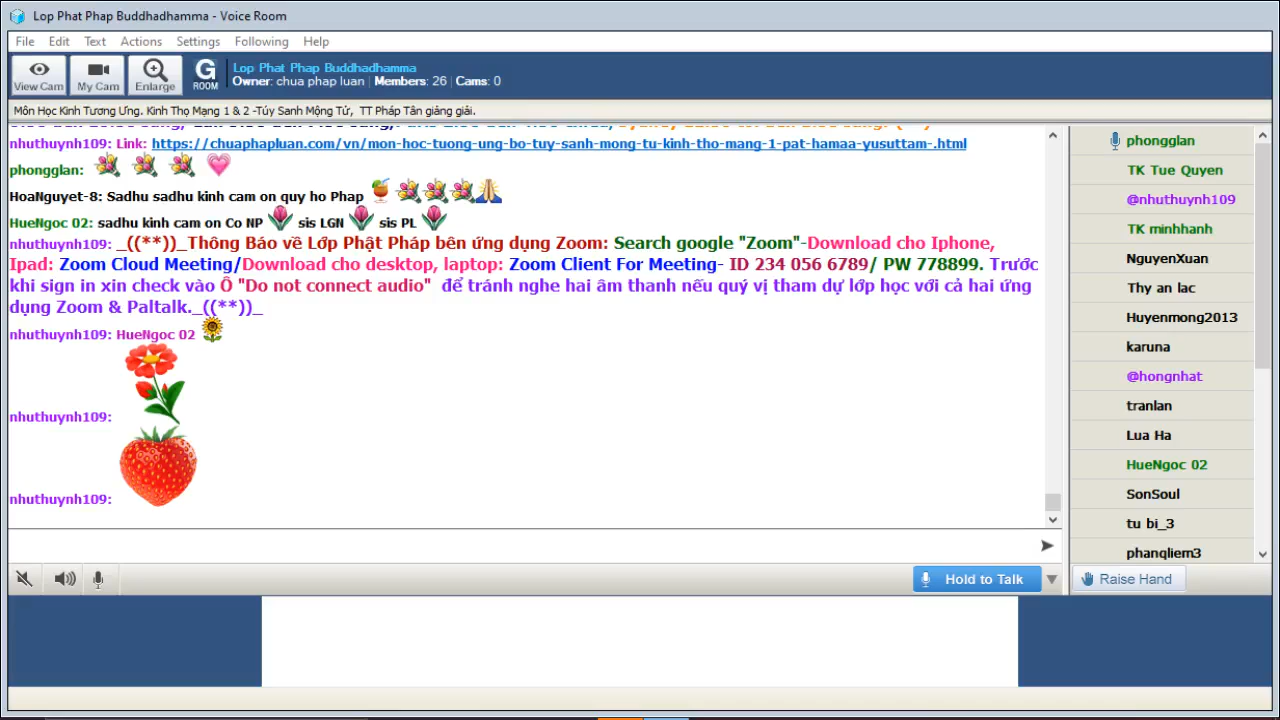 Lop Phat Phap Buddhadhamma - Voice Room
File Edit Text Actions Settings Following Help
View Cam My Cam Enlarge G ROOM
Lop Phat Phap Buddhadhamma
Owner: chua phap luan | Members: 26 | Cams: 0
Môn Học Kinh Tương Ưng. Kinh Thọ Mạng 1 & 2 -Túy Sanh Mộng Tử, TT Pháp Tân giảng giải.
nhuthuynh109: Link: https://chuaphapluan.com/vn/mon-hoc-tuong-ung-bo-tuy-sanh-mong-tu-kinh-tho-mang-1-pat-hamaa-yusuttam-.html
phongglan:
HoaNguyet-8: Sadhu sadhu kinh cam on quy ho Phap
HueNgoc 02: sadhu kinh cam on Co NP sis LGN sis PL
nhuthuynh109: _((**))_Thông Báo về Lớp Phật Pháp bên ứng dụng Zoom: Search google "Zoom"-Download cho Iphone,
Ipad: Zoom Cloud Meeting/Download cho desktop, laptop: Zoom Client For Meeting- ID 234 056 6789/ PW 778899. Trước
khi sign in xin check vào Ô "Do not connect audio" để tránh nghe hai âm thanh nếu quý vị tham dự lớp học với cả hai ứng
dụng Zoom & Paltalk._((**))_
nhuthuynh109: HueNgoc 02
nhuthuynh109:
nhuthuynh109:
Hold to Talk
phongglan
TK Tue Quyen
@nhuthuynh109
TK minhhanh
NguyenXuan
Thy an lac
Huyenmong2013
karuna
@hongnhat
tranlan
Lua Ha
HueNgoc 02
SonSoul
tu bi_3
phanqliem3
Raise Hand